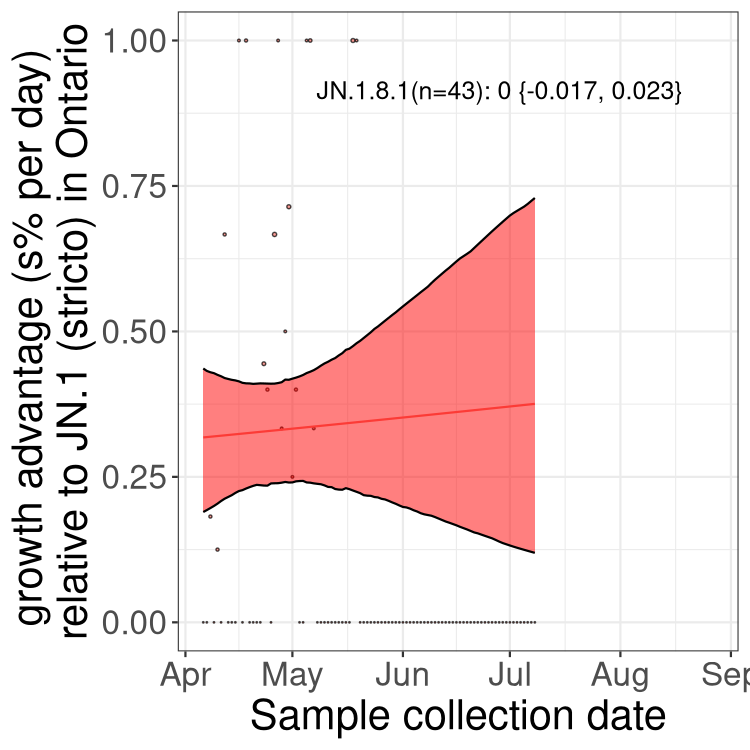 growth advantage (s% per day)
relative to JN.1 (stricto) in Ontario
1.00
0.75
0.50
0.25
0.00
JN.1.8.1(n=43): 0 {-0.017, 0.023}
Apr May Jun Jul Aug Sep
Sample collection date